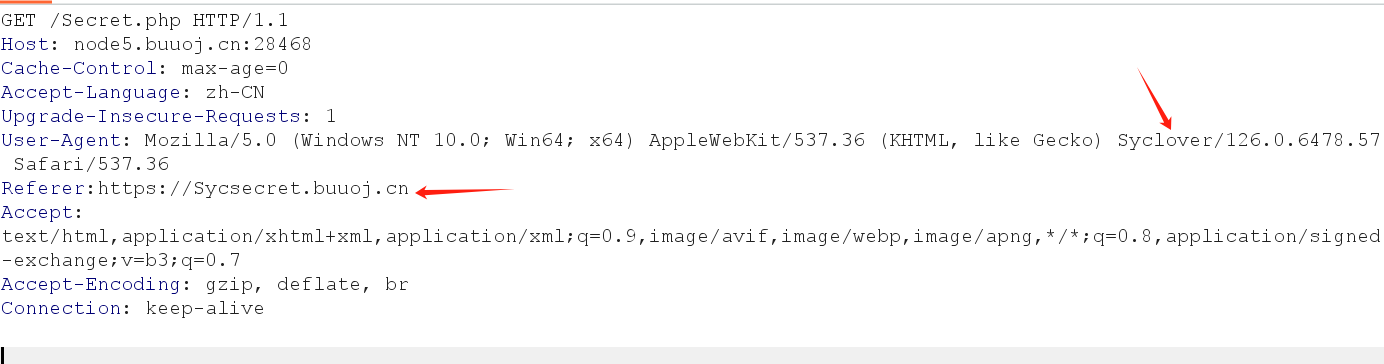 GET /Secret.php HTTP/1.1
Host: node5.buuoj.cn:28468
Cache-Control: max-age=0
Accept-Language: zh-CN
Upgrade-Insecure-Requests: 1
User-Agent: Mozilla/5.0 (Windows NT 10.0; Win64; x64) AppleWebKit/537.36 (KHTML, like Gecko) Syclover/126.0.6478.57
Safari/537.36
Referer:https://Sycsecret.buuoj.cn
Accept:
text/html,application/xhtml+xml,application/xml;q=0.9,image/avif,image/webp,image/apng,*/*;q=0.8,application/signed
-exchange;v=b3;q=0.7
Accept-Encoding: gzip, deflate, br
Connection: keep-alive